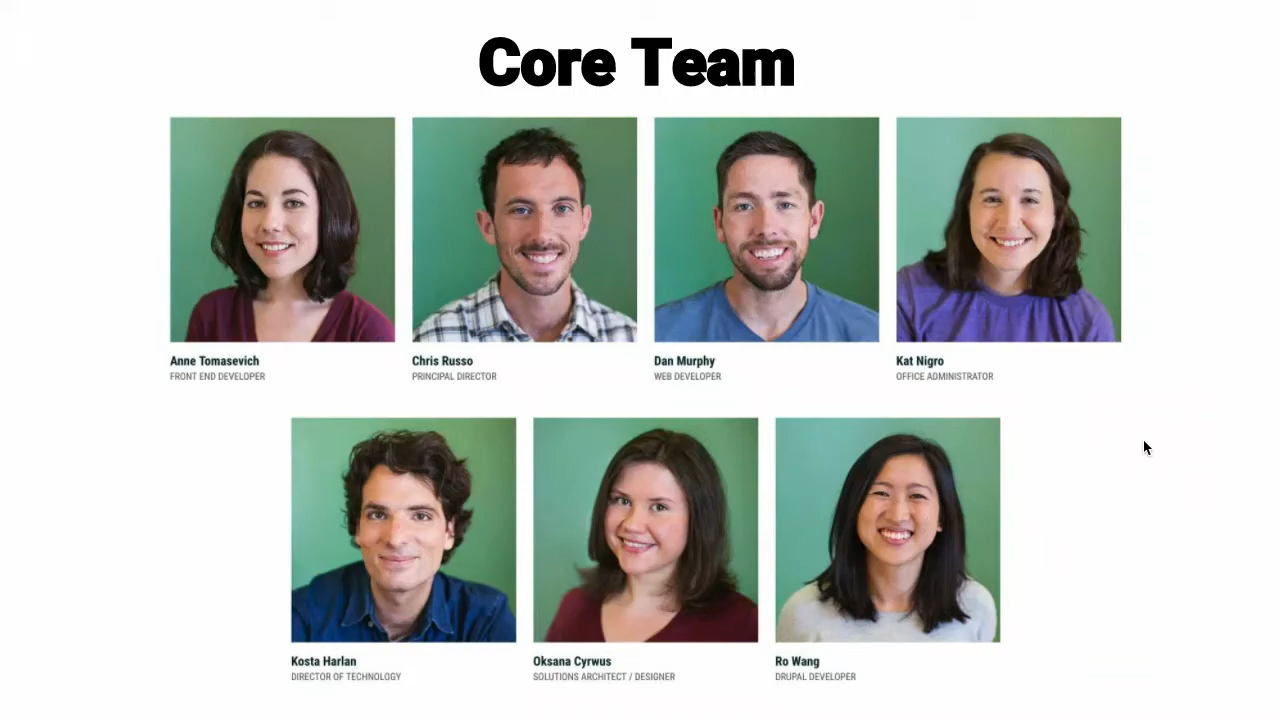 Core Team
Anne Tomasevich
FRONT END DEVELOPER
Chris Russo
PRINCIPAL DIRECTOR
Dan Murphy
WEB DEVELOPER
Kat Nigro
OFFICE ADMINISTRATOR
Kosta Harlan
DIRECTOR OF TECHNOLOGY
Oksana Cyrwus
SOLUTIONS ARCHITECT / DESIGNER
Ro Wang
DRUPAL DEVELOPER